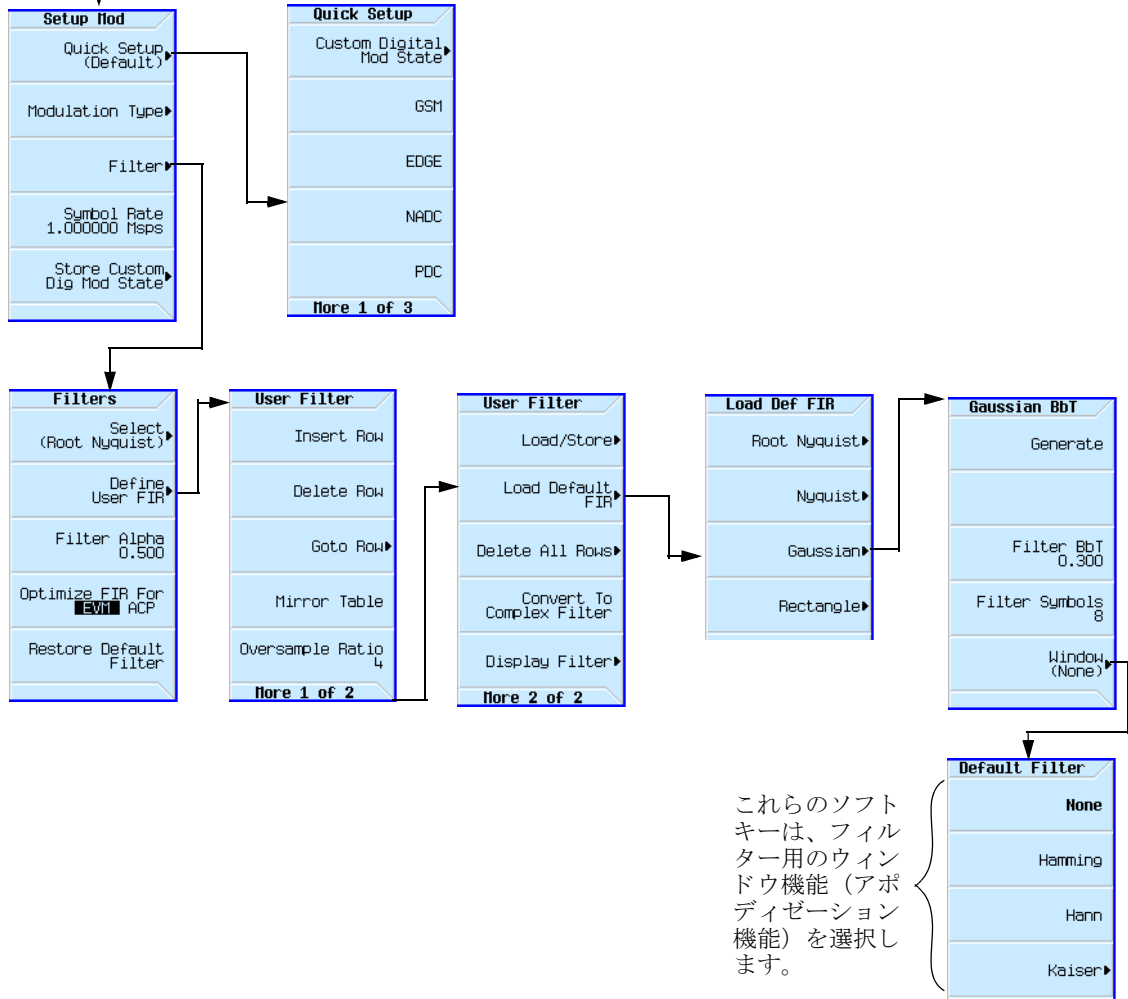 Setup Mod
Quick Setup
(Default)
Modulation Type
Filter
Symbol Rate
1.000000 Msps
Store Custom
Dig Mod State
Quick Setup
Custom Digital
Mod State
GSM
EDGE
NADC
PDC
More 1 of 3
Filters
Select
(Root Nyquist)
Define
User FIR
Filter Alpha
0.500
Optimize FIR For
EVM ACP
Restore Default
Filter
User Filter
Insert Row
Delete Row
Goto Row
Mirror Table
Oversample Ratio
4
More 1 of 2
User Filter
Load/Store
Load Default
FIR
Delete All Rows
Convert To
Complex Filter
Display Filter
More 2 of 2
Load Def FIR
Root Nyquist
Nyquist
Gaussian
Rectangle
Gaussian BbT
Generate
Filter BbT
0.300
Filter Symbols
8
Window
(None)
Default Filter
None
Hamming
Hann
Kaiser
これらのソフト
キーは、フィル
ター用のウィン
ドウ機能（アポ
ディゼーション
機能）を選択し
ます。